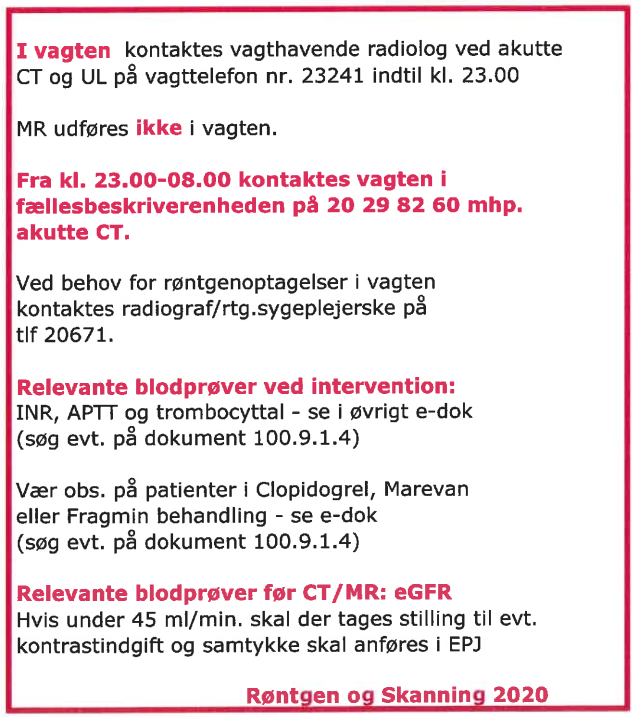 I vagten kontaktes vagthavende radiolog ved akutte
CT og UL på vagttelefon nr. 23241 indtil kl. 23.00
MR udføres ikke i vagten.
Fra kl. 23.00-08.00 kontaktes vagten i
fællesbeskriverenheden på 20 29 82 60 mhp.
akutte CT.
Ved behov for røntgenoptagelser i vagten
kontaktes radiograf/rtg.sygeplejerske på
tlf 20671.
Relevante blodprøver ved intervention:
INR, APTT og trombocyttal - se i øvrigt e-dok
(søg evt. på dokument 100.9.1.4)
Vær obs. på patienter i Clopidogrel, Marevan
eller Fragmin behandling - se e-dok
(søg evt. på dokument 100.9.1.4)
Relevante blodprøver før CT/MR: eGFR
Hvis under 45 ml/min. skal der tages stilling til evt.
kontrastindgift og samtykke skal anføres i EPJ
Røntgen og Skanning 2020